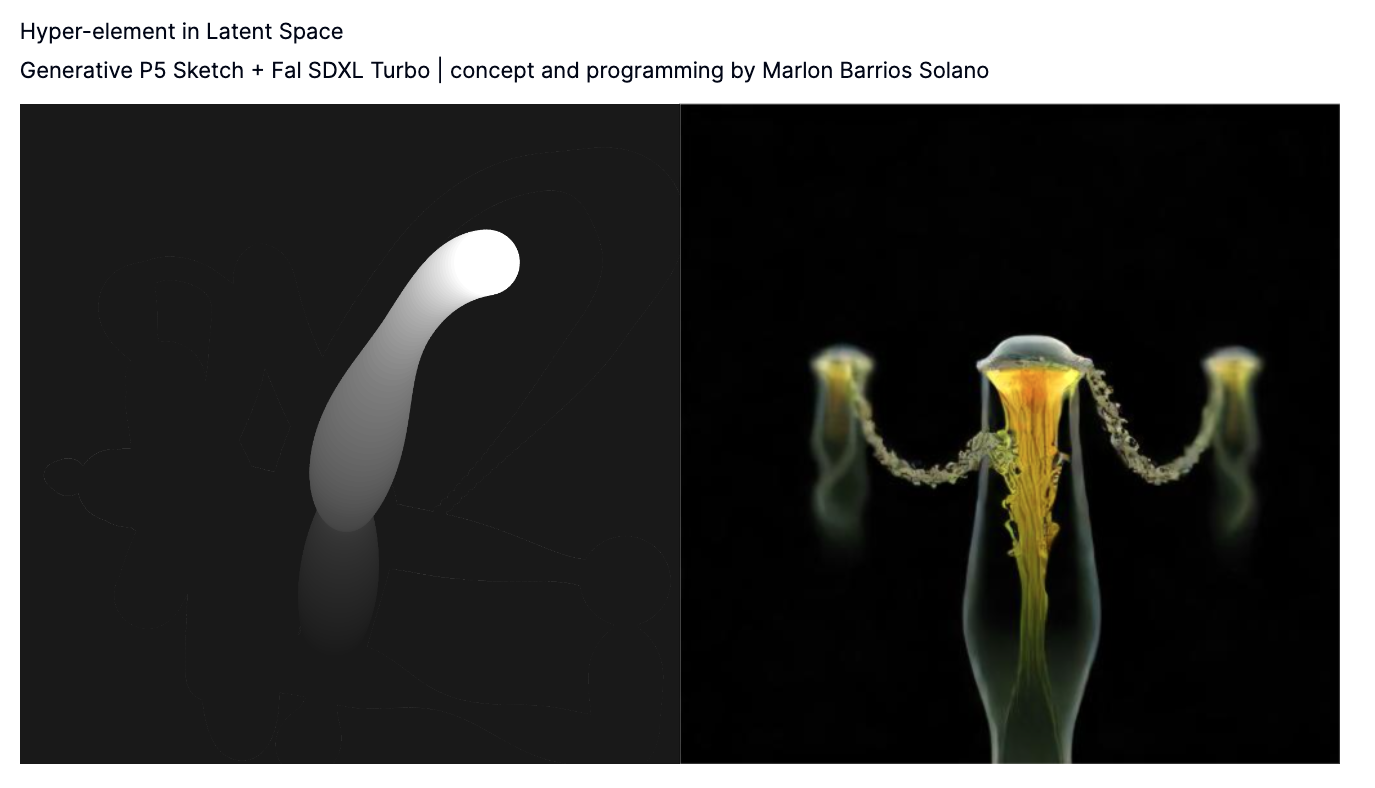 Hyper-element in Latent Space
Generative P5 Sketch + Fal SDXL Turbo | concept and programming by Marlon Barrios Solano